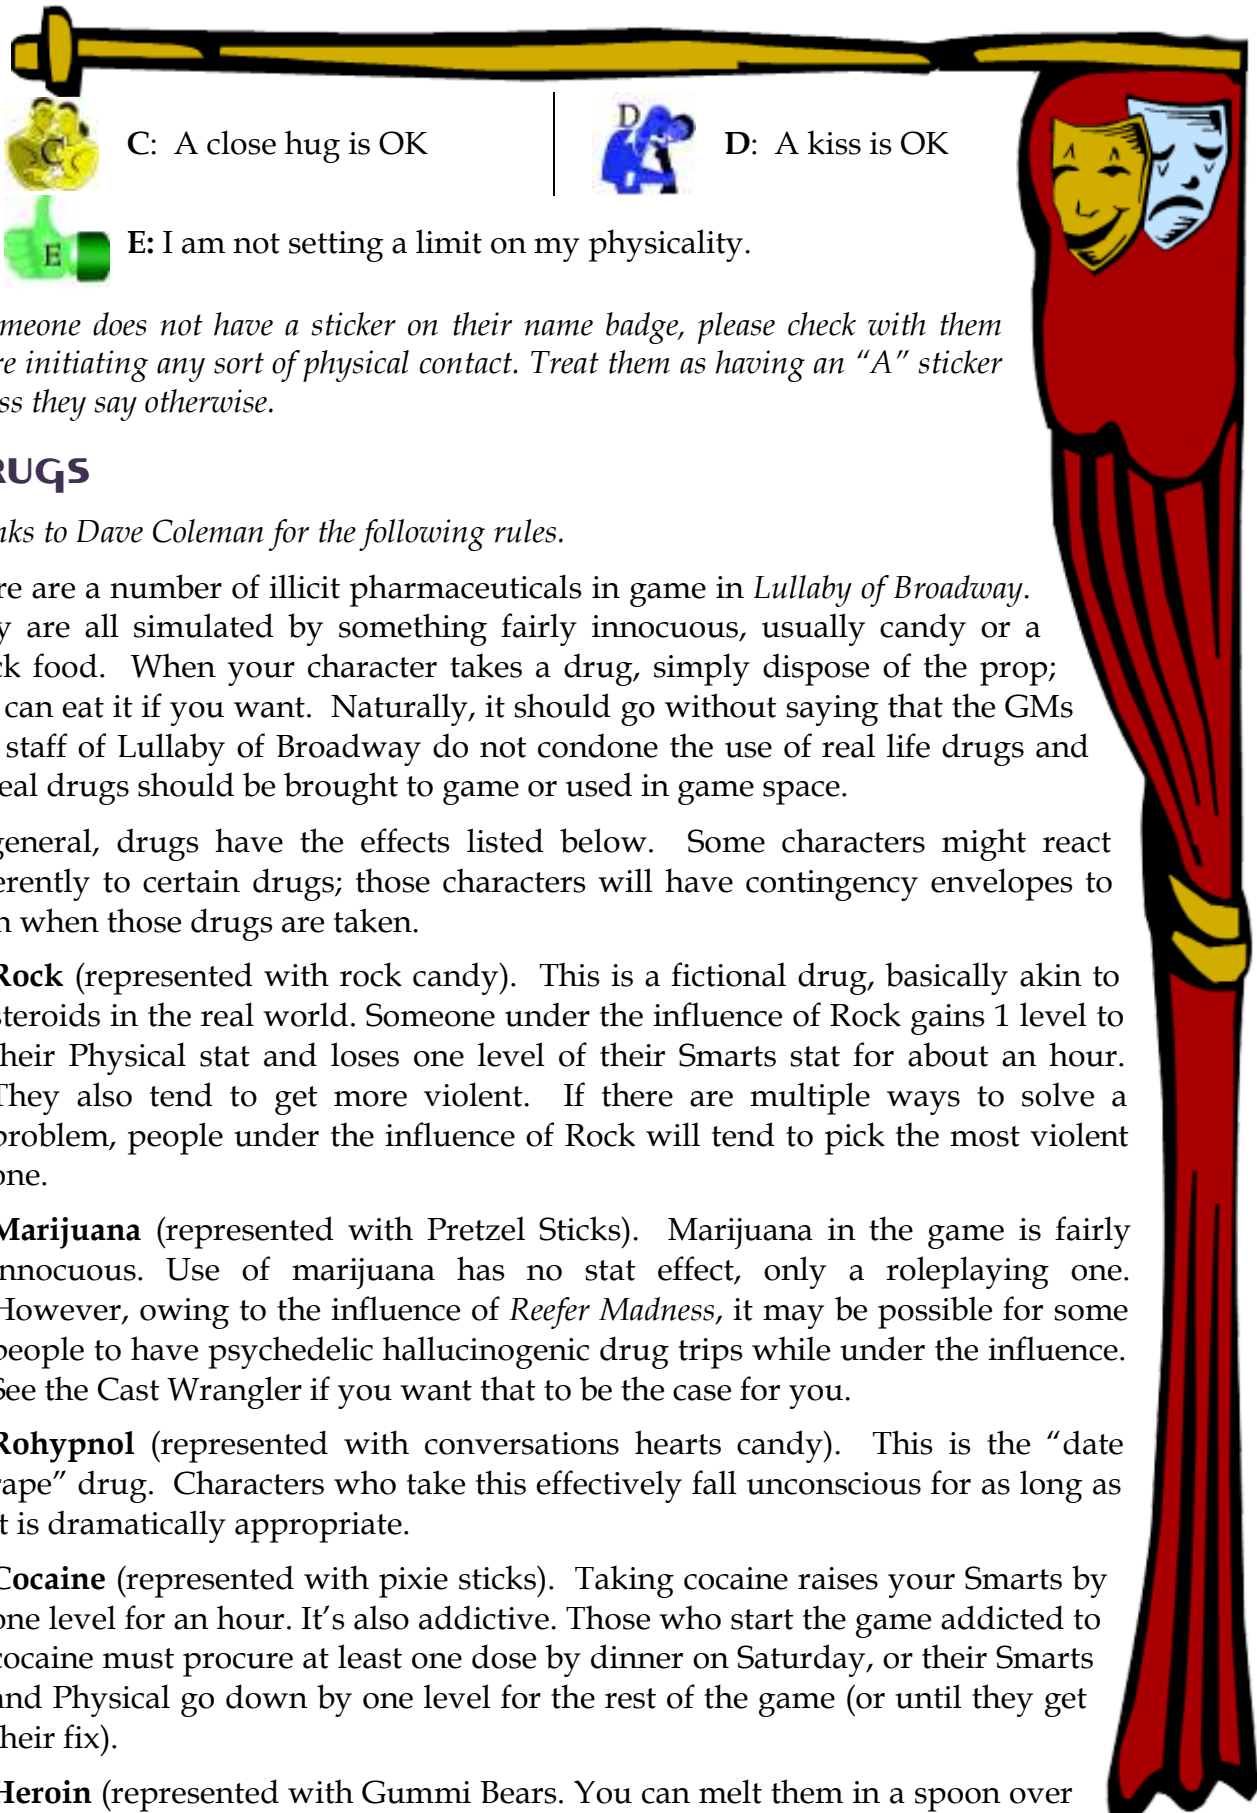 C
C: A close hug is OK
D
D: A kiss is OK
E
E: I am not setting a limit on my physicality.
meone does not have a sticker on their name badge, please check with them
re initiating any sort of physical contact. Treat them as having an “A” sticker
ss they say otherwise.
RUGS
nks to Dave Coleman for the following rules.
re are a number of illicit pharmaceuticals in game in Lullaby of Broadway.
y are all simulated by something fairly innocuous, usually candy or a
ck food. When your character takes a drug, simply dispose of the prop;
can eat it if you want. Naturally, it should go without saying that the GMs
staff of Lullaby of Broadway do not condone the use of real life drugs and
eal drugs should be brought to game or used in game space.
general, drugs have the effects listed below. Some characters might react
erently to certain drugs; those characters will have contingency envelopes to
n when those drugs are taken.
Rock (represented with rock candy). This is a fictional drug, basically akin to
steroids in the real world. Someone under the influence of Rock gains 1 level to
their Physical stat and loses one level of their Smarts stat for about an hour.
They also tend to get more violent. If there are multiple ways to solve a
problem, people under the influence of Rock will tend to pick the most violent
one.
Marijuana (represented with Pretzel Sticks). Marijuana in the game is fairly
innocuous. Use of marijuana has no stat effect, only a roleplaying one.
However, owing to the influence of Reefer Madness, it may be possible for some
people to have psychedelic hallucinogenic drug trips while under the influence.
See the Cast Wrangler if you want that to be the case for you.
Rohypnol (represented with conversations hearts candy). This is the “date
rape” drug. Characters who take this effectively fall unconscious for as long as
it is dramatically appropriate.
Cocaine (represented with pixie sticks). Taking cocaine raises your Smarts by
one level for an hour. It’s also addictive. Those who start the game addicted to
cocaine must procure at least one dose by dinner on Saturday, or their Smarts
and Physical go down by one level for the rest of the game (or until they get
their fix).
Heroin (represented with Gummi Bears. You can melt them in a spoon over